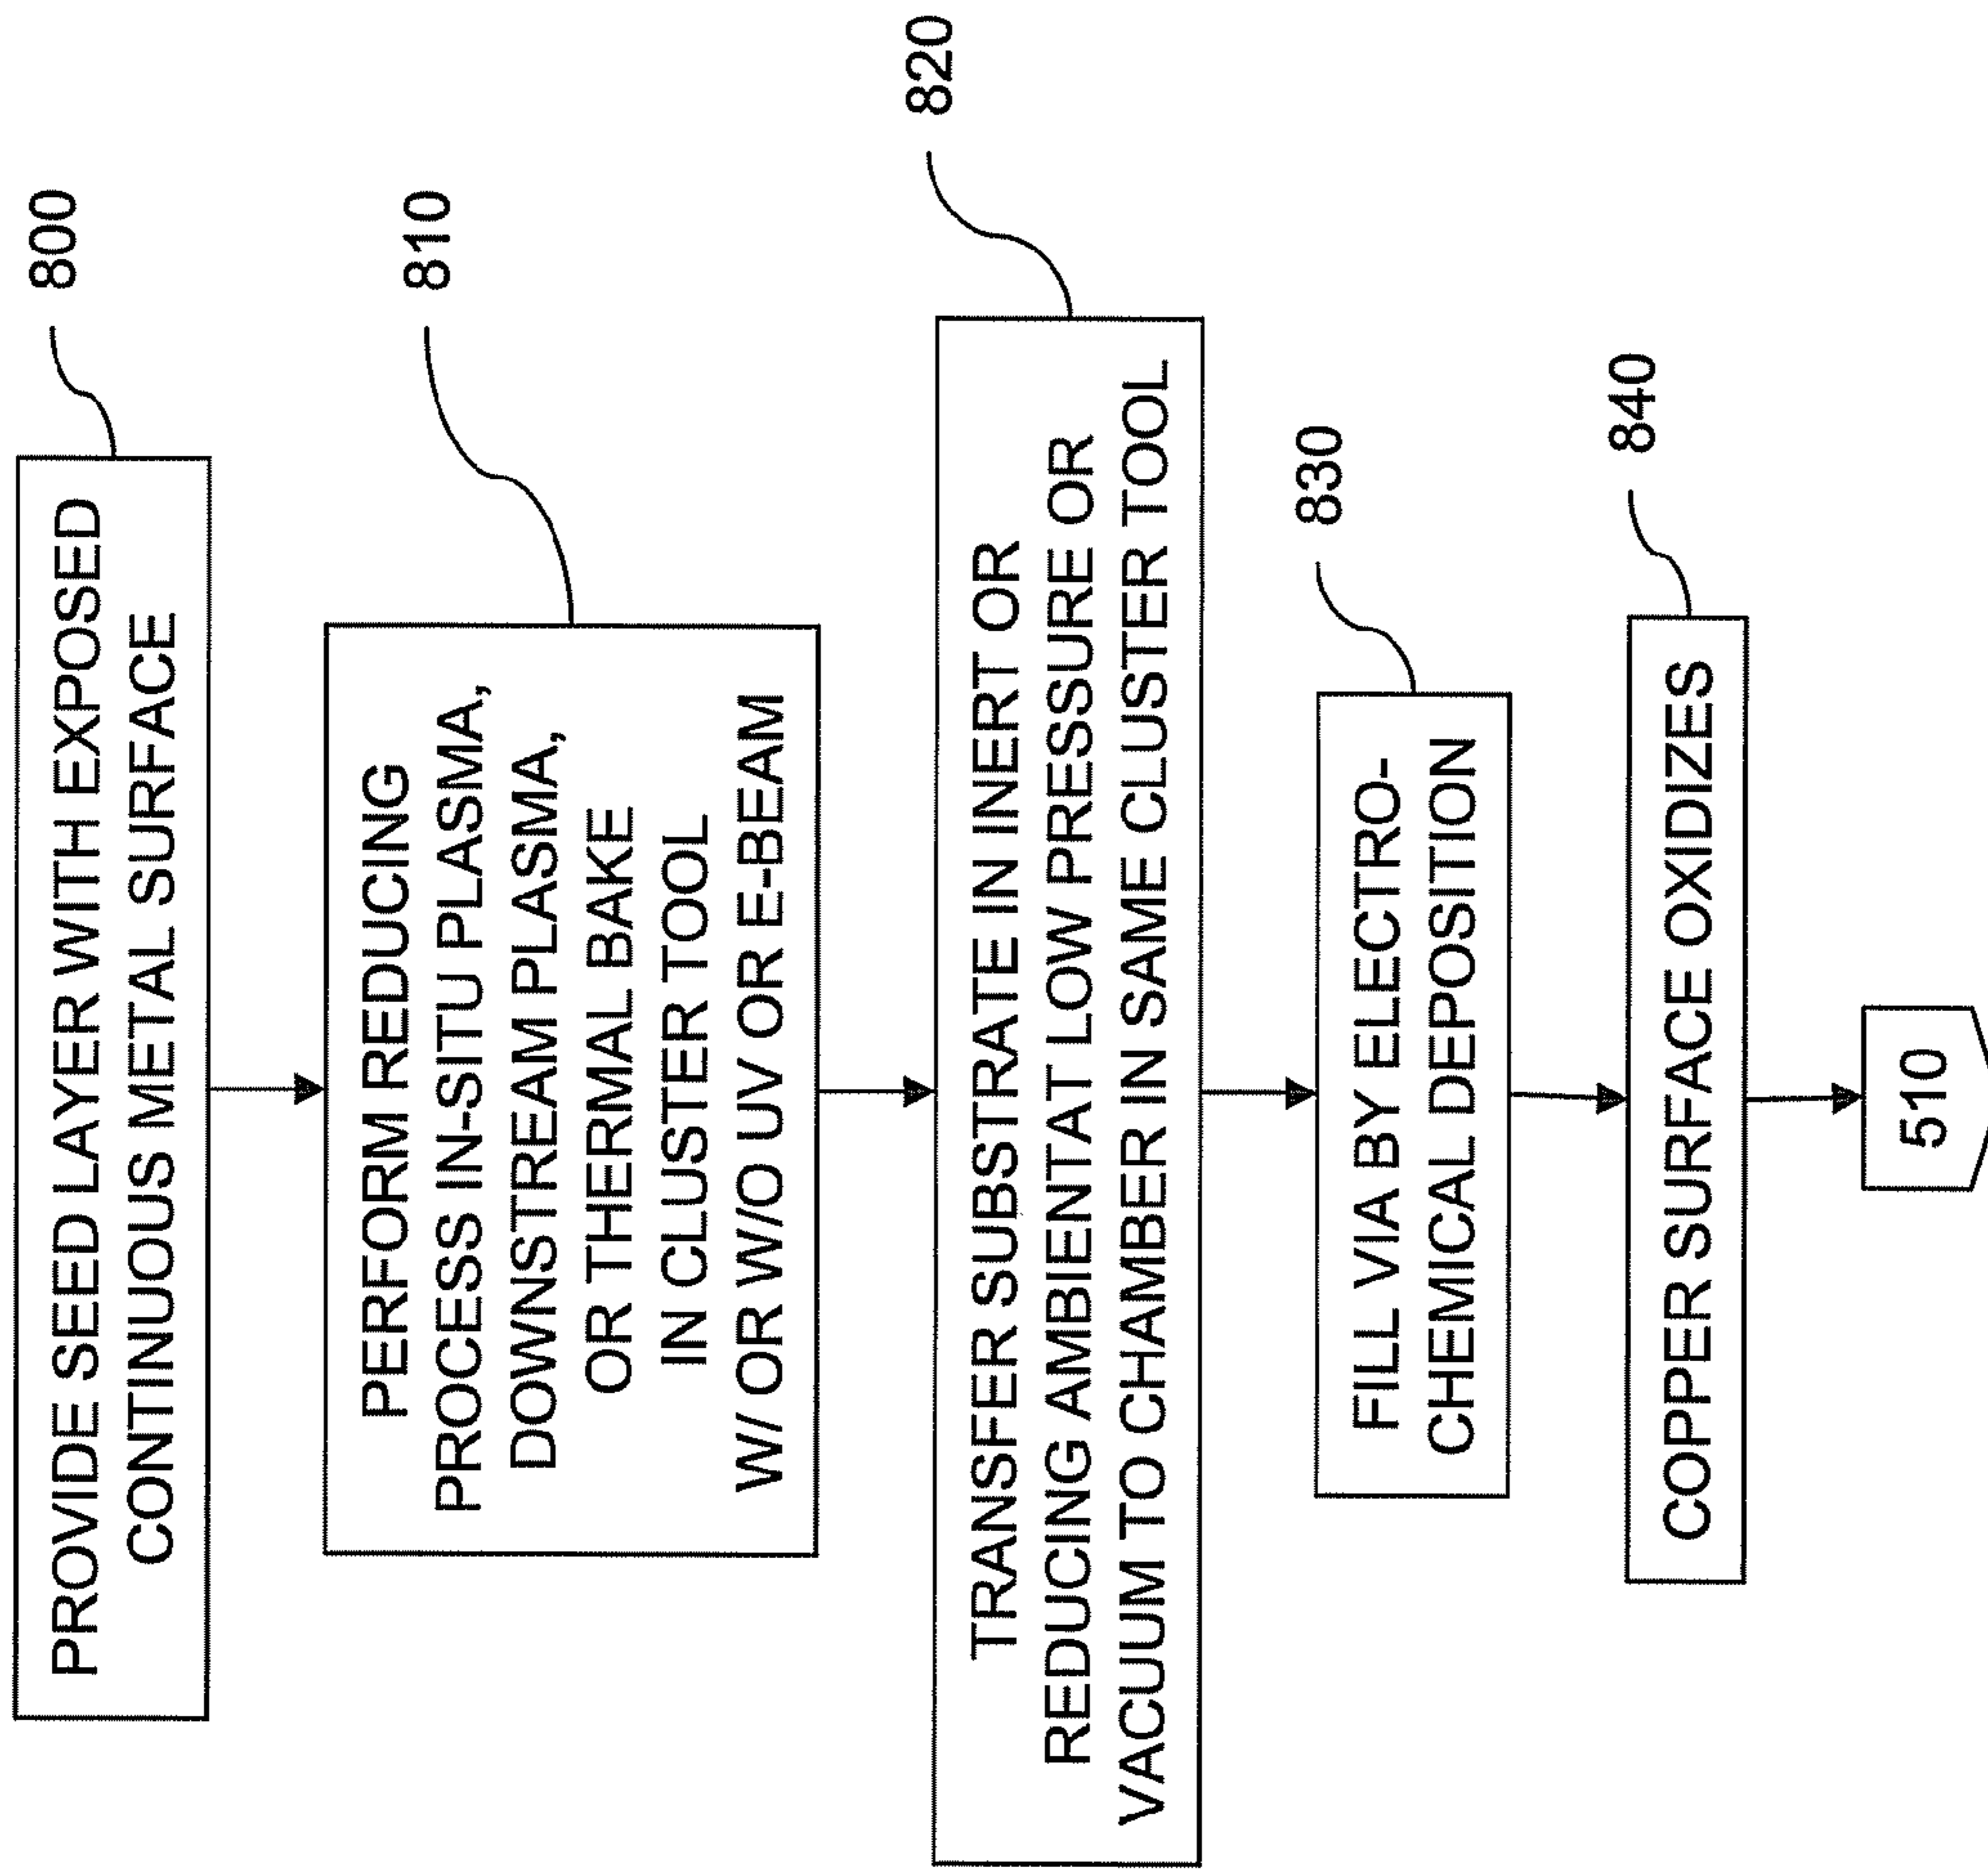 PROVIDE SEED LAYER WITH EXPOSED
CONTINUOUS METAL SURFACE
800
PERFORM REDUCING
PROCESS IN-SITU PLASMA,
DOWNSTREAM PLASMA,
OR THERMAL BAKE
IN CLUSTER TOOL
W/ OR W/O UV OR E-BEAM
810
TRANSFER SUBSTRATE IN INERT OR
REDUCING AMBIENTAT LOW PRESSURE OR
VACUUM TO CHAMBER IN SAME CLUSTER TOOL
820
FILL VIA BY ELECTRO-
CHEMICAL DEPOSITION
830
COPPER SURFACE OXIDIZES
840
510